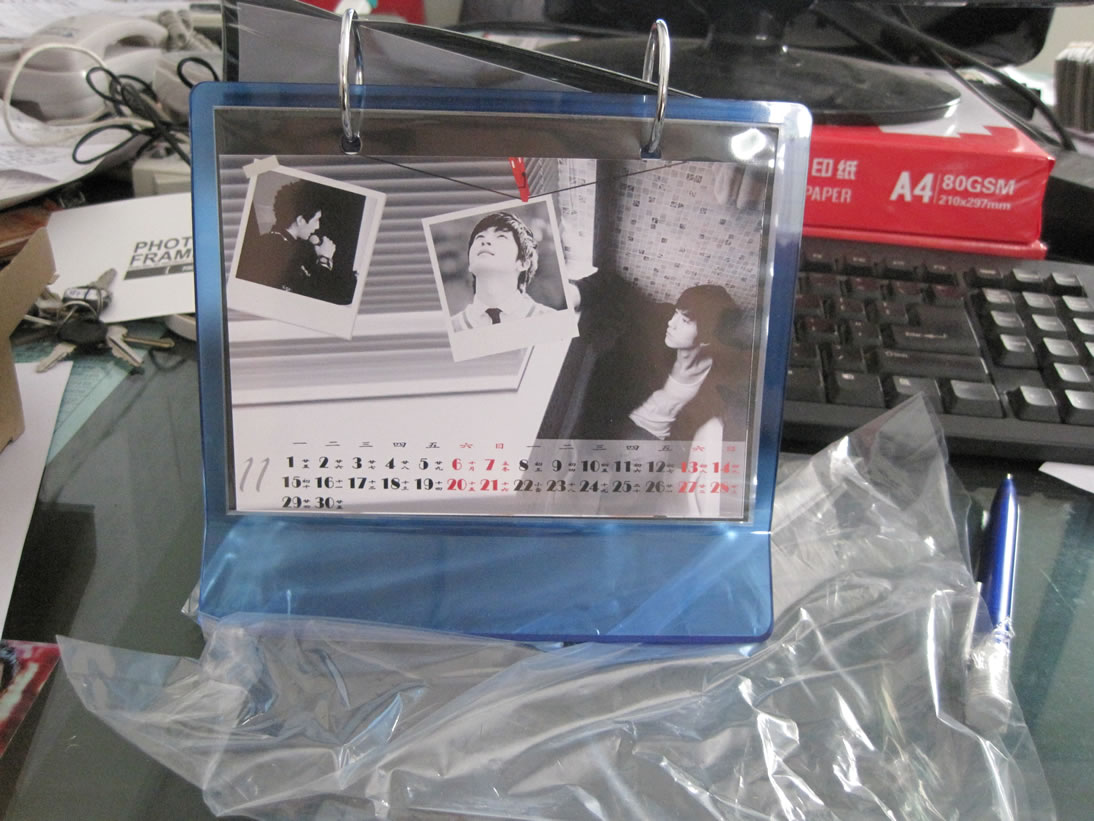 PHOT
FRAM
印纸
PAPER
A4
80GSM
210x297mm
一 二 三 四 五 六 日 一 二 三 四 五 六 日
11
1 2 3 4 5 6 7 8 9 10 11 12 13 14
15 16 17 18 19 20 21 22 23 24 25 26 27 28
29 30